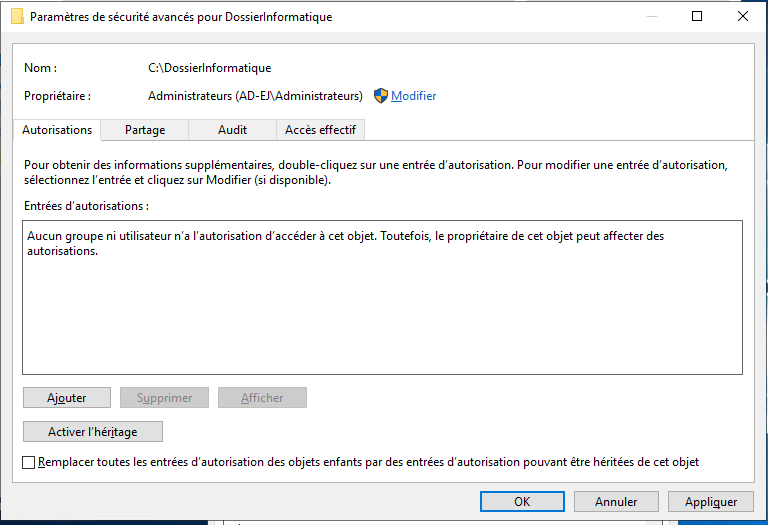 Paramètres de sécurité avancés pour DossierInformatique
Nom :
C:\DossierInformatique
Propriétaire :
Administrateurs (AD-EJ\Administrateurs)
Modifier
Autorisations
Partage
Audit
Accès effectif
Pour obtenir des informations supplémentaires, double-cliquez sur une entrée d'autorisation. Pour modifier une entrée d'autorisation,
sélectionnez l'entrée et cliquez sur Modifier (si disponible).
Entrées d'autorisations :
Aucun groupe ni utilisateur n'a l'autorisation d'accéder à cet objet. Toutefois, le propriétaire de cet objet peut affecter des
autorisations.
Ajouter
Supprimer
Afficher
Activer l'héritage
Remplacer toutes les entrées d'autorisation des objets enfants par des entrées d'autorisation pouvant être héritées de cet objet
OK
Annuler
Appliquer